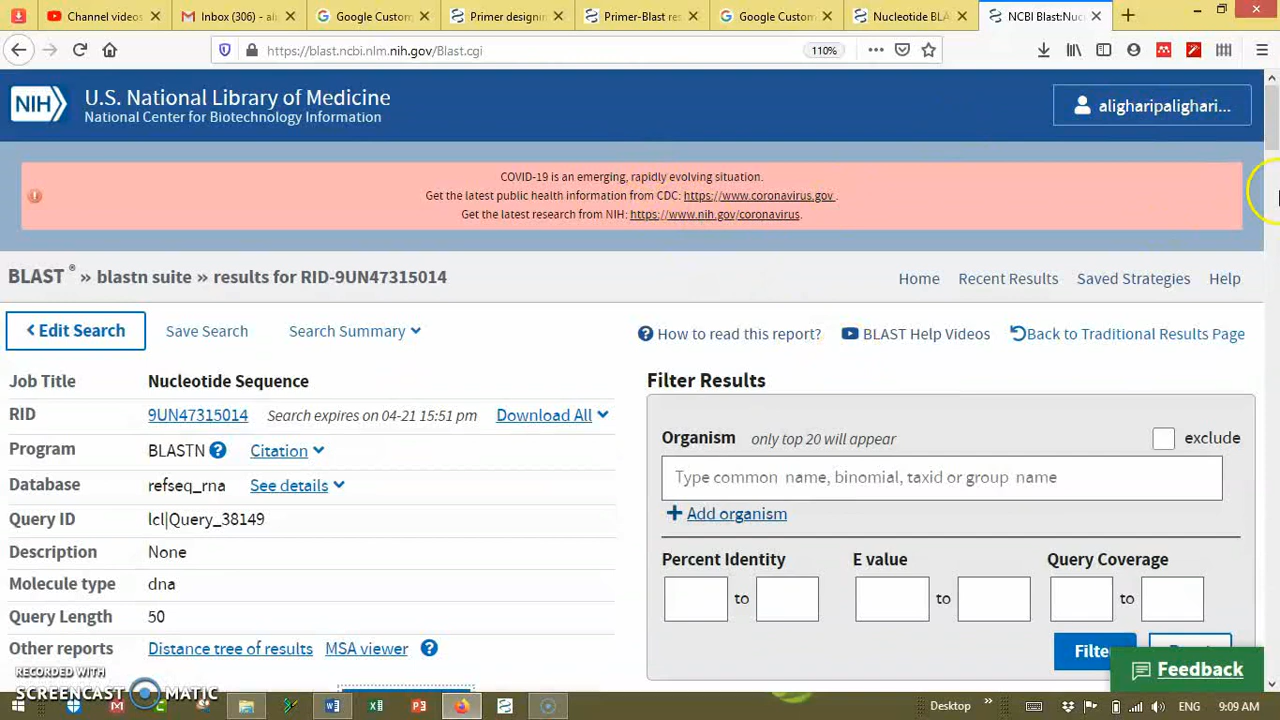 Channel videos
Inbox (306) - ali
Google Custom
Primer designin
Primer-Blast res
Google Custom
Nucleotide BLA
NCBI Blast:Nuc
https://blast.ncbi.nlm.nih.gov/Blast.cgi
110%
NIH
U.S. National Library of Medicine
National Center for Biotechnology Information
aligharipalighari...
COVID-19 is an emerging, rapidly evolving situation.
Get the latest public health information from CDC: https://www.coronavirus.gov .
Get the latest research from NIH: https://www.nih.gov/coronavirus.
BLAST ® » blastn suite » results for RID-9UN47315014
Home Recent Results Saved Strategies Help
Edit Search Save Search Search Summary
How to read this report? BLAST Help Videos Back to Traditional Results Page
Job Title Nucleotide Sequence
RID 9UN47315014 Search expires on 04-21 15:51 pm Download All
Program BLASTN Citation
Database refseq_rna See details
Query ID lcl|Query_38149
Description None
Molecule type dna
Query Length 50
Other reports Distance tree of results MSA viewer
Filter Results
Organism only top 20 will appear exclude
Type common name, binomial, taxid or group name
Add organism
Percent Identity E value Query Coverage
to to to
Filter
Feedback
RECORDED WITH
SCREENCAST MATIC
Desktop » ENG 9:09 AM